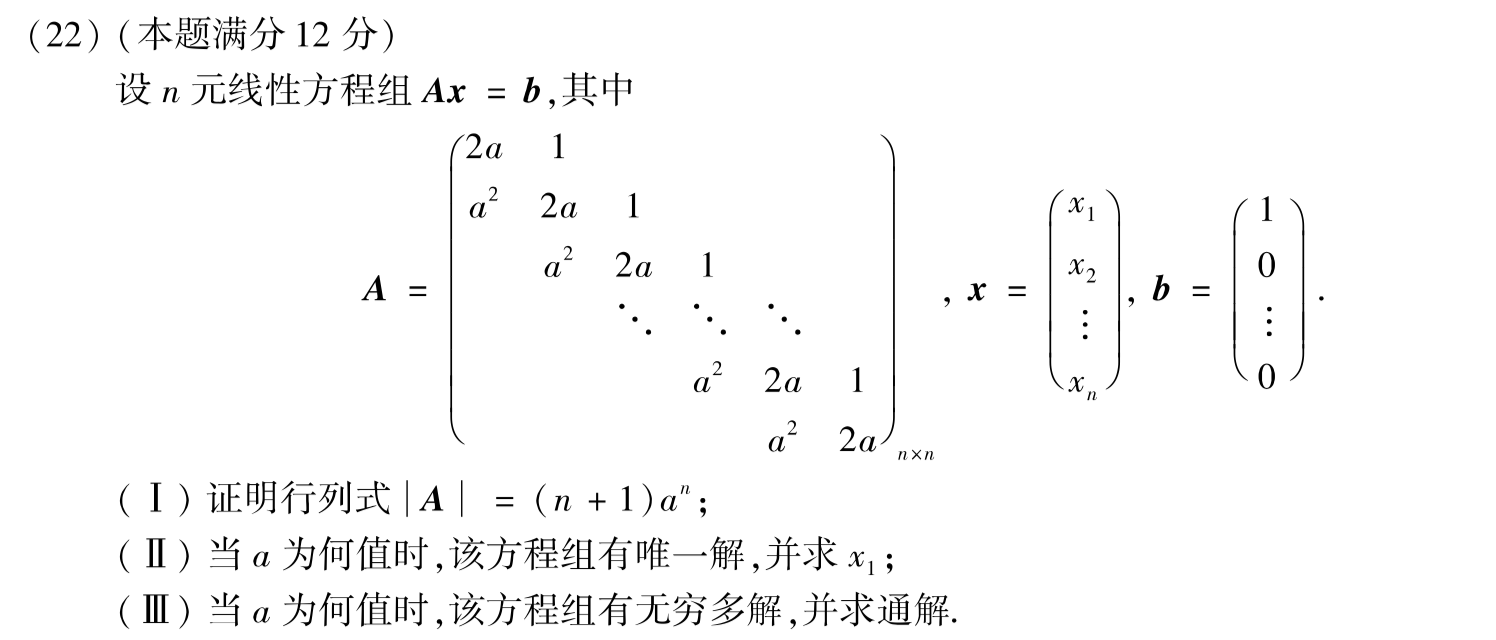 (22)(本题满分 12 分)
设 n 元线性方程组 Ax = b,其中
2a 1
a² 2a 1
a² 2a 1
A = ⋱ ⋱ ⋱ , x = (x₁ x₂ ⋮ xₙ), b = (1 0 ⋮ 0).
a² 2a 1
a² 2a n×n
(Ⅰ) 证明行列式 |A| = (n + 1)aⁿ;
(Ⅱ) 当 a 为何值时,该方程组有唯一解,并求 x₁;
(Ⅲ) 当 a 为何值时,该方程组有无穷多解,并求通解.